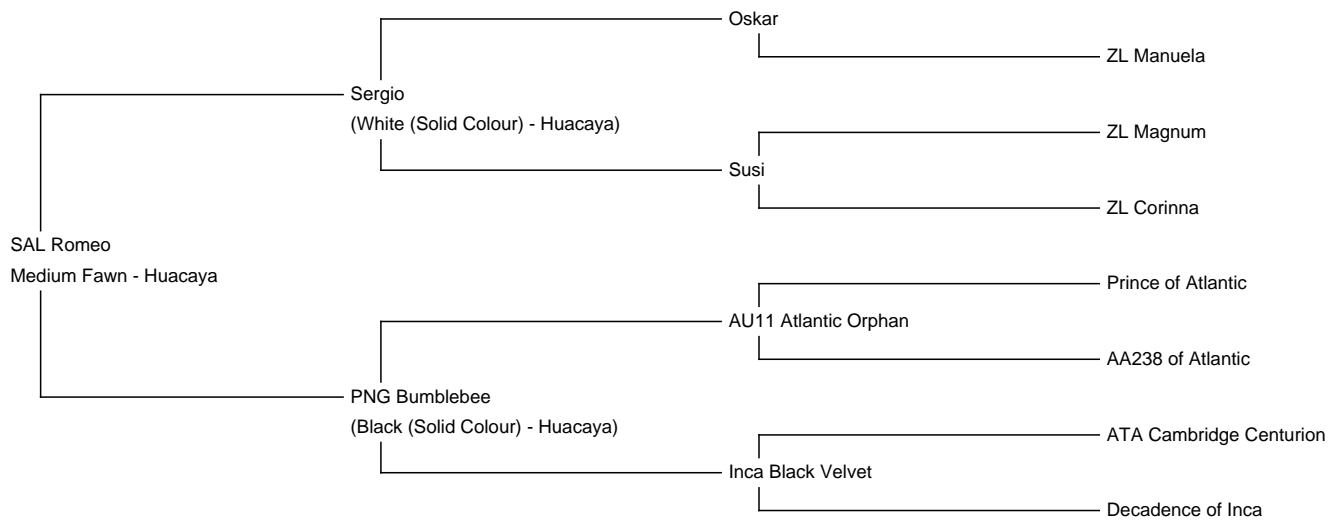 Oskar
ZL Manuela
Sergio
(White (Solid Colour) - Huacaya)
ZL Magnum
Susi
ZL Corinna
SAL Romeo
Medium Fawn - Huacaya
Prince of Atlantic
AU11 Atlantic Orphan
AA238 of Atlantic
PNG Bumblebee
(Black (Solid Colour) - Huacaya)
ATA Cambridge Centurion
Inca Black Velvet
Decadence of Inca